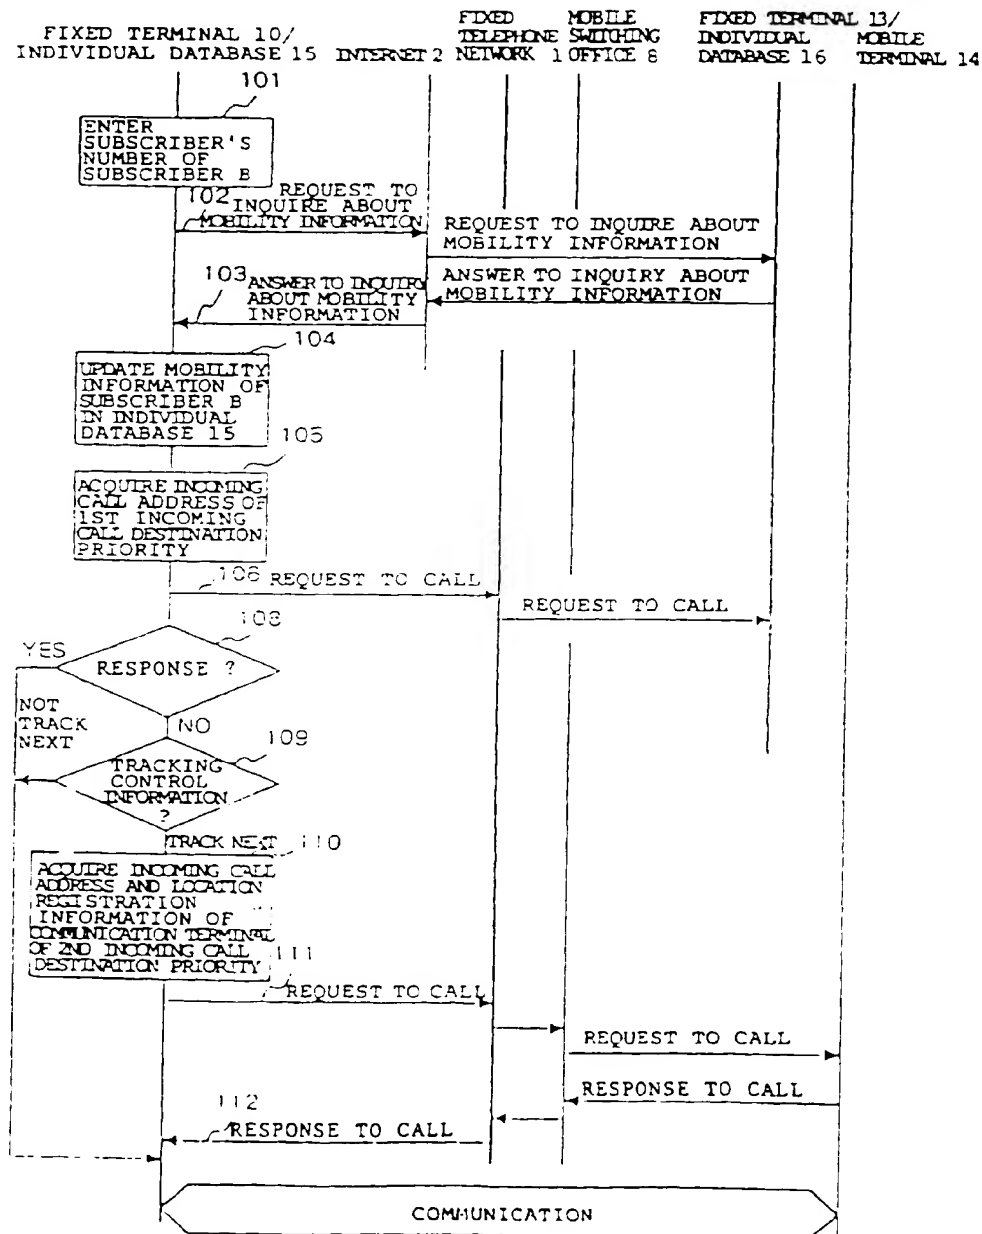 FIXED TERMINAL 10/
INDIVIDUAL DATABASE 15
INTERNET 2
FIXED
TELEPHONE
NETWORK 1
MOBILE
SWITCHING
OFFICE 8
FIXED TERMINAL 13/
INDIVIDUAL
DATABASE 16
MOBILE
TERMINAL 14
101
ENTER
SUBSCRIBER'S
NUMBER OF
SUBSCRIBER B
102
REQUEST TO
INQUIRE ABOUT
MOBILITY INFORMATION
REQUEST TO INQUIRE ABOUT
MOBILITY INFORMATION
ANSWER TO INQUIRY ABOUT
MOBILITY INFORMATION
103
ANSWER TO INQUIRY
ABOUT MOBILITY
INFORMATION
104
UPDATE MOBILITY
INFORMATION OF
SUBSCRIBER B
IN INDIVIDUAL
DATABASE 15
105
ACQUIRE INCOMING
CALL ADDRESS OF
1ST INCOMING
CALL DESTINATION
PRIORITY
106
REQUEST TO CALL
REQUEST TO CALL
108
YES
RESPONSE ?
NOT
TRACK
NEXT
NO
109
TRACKING
CONTROL
INFORMATION
?
TRACK NEXT
110
ACQUIRE INCOMING CALL
ADDRESS AND LOCATION
REGISTRATION
INFORMATION OF
COMMUNICATION TERMINAL
OF 2ND INCOMING CALL
DESTINATION PRIORITY
111
REQUEST TO CALL
REQUEST TO CALL
RESPONSE TO CALL
112
RESPONSE TO CALL
COMMUNICATION